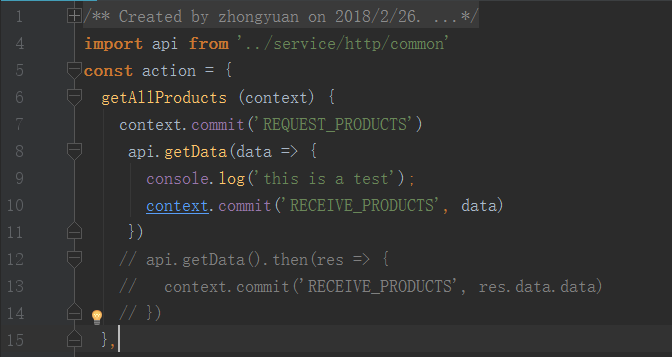 1 /** Created by zhongyuan on 2018/2/26. ...*/
4 import api from '../service/http/common'
5 const action = {
6 getAllProducts (context) {
7 context.commit('REQUEST_PRODUCTS')
8 api.getData(data => {
9 console.log('this is a test');
10 context.commit('RECEIVE_PRODUCTS', data)
11 })
12 // api.getData().then(res => {
13 // context.commit('RECEIVE_PRODUCTS', res.data.data)
14 // })
15 },